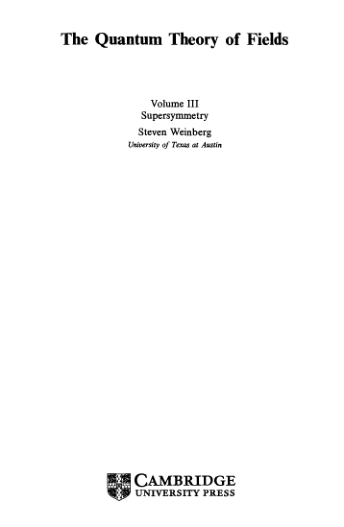 The Quantum Theory of Fields
Volume III
Supersymmetry
Steven Weinberg
University of Texas at Austin
CAMBRIDGE
UNIVERSITY PRESS